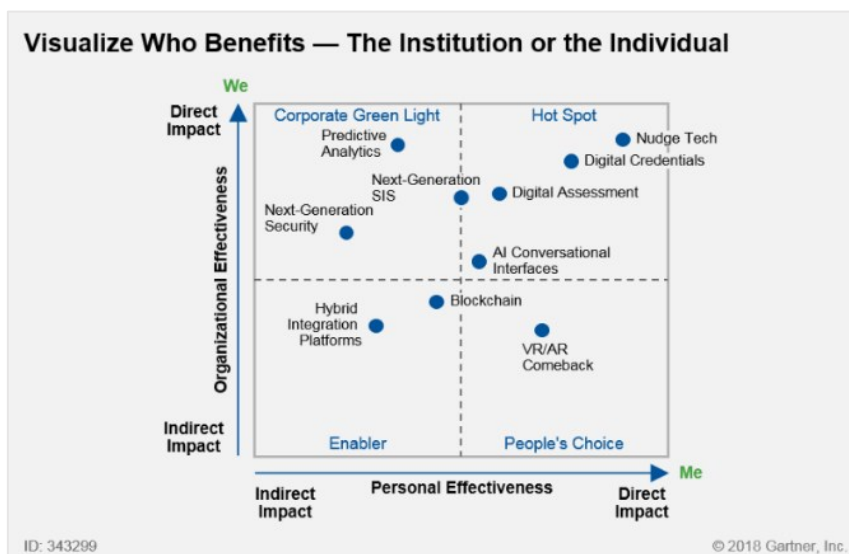 Visualize Who Benefits — The Institution or the Individual
We
Direct
Impact
Corporate Green Light
Hot Spot
Predictive
Analytics
Nudge Tech
Digital Credentials
Next-Generation
SIS
Digital Assessment
Next-Generation
Security
AI Conversational
Interfaces
Organizational Effectiveness
Blockchain
Hybrid
Integration
Platforms
VR/AR
Comeback
Indirect
Impact
Enabler
People's Choice
Me
Indirect
Impact
Personal Effectiveness
Direct
Impact
ID: 343299
© 2018 Gartner, Inc.